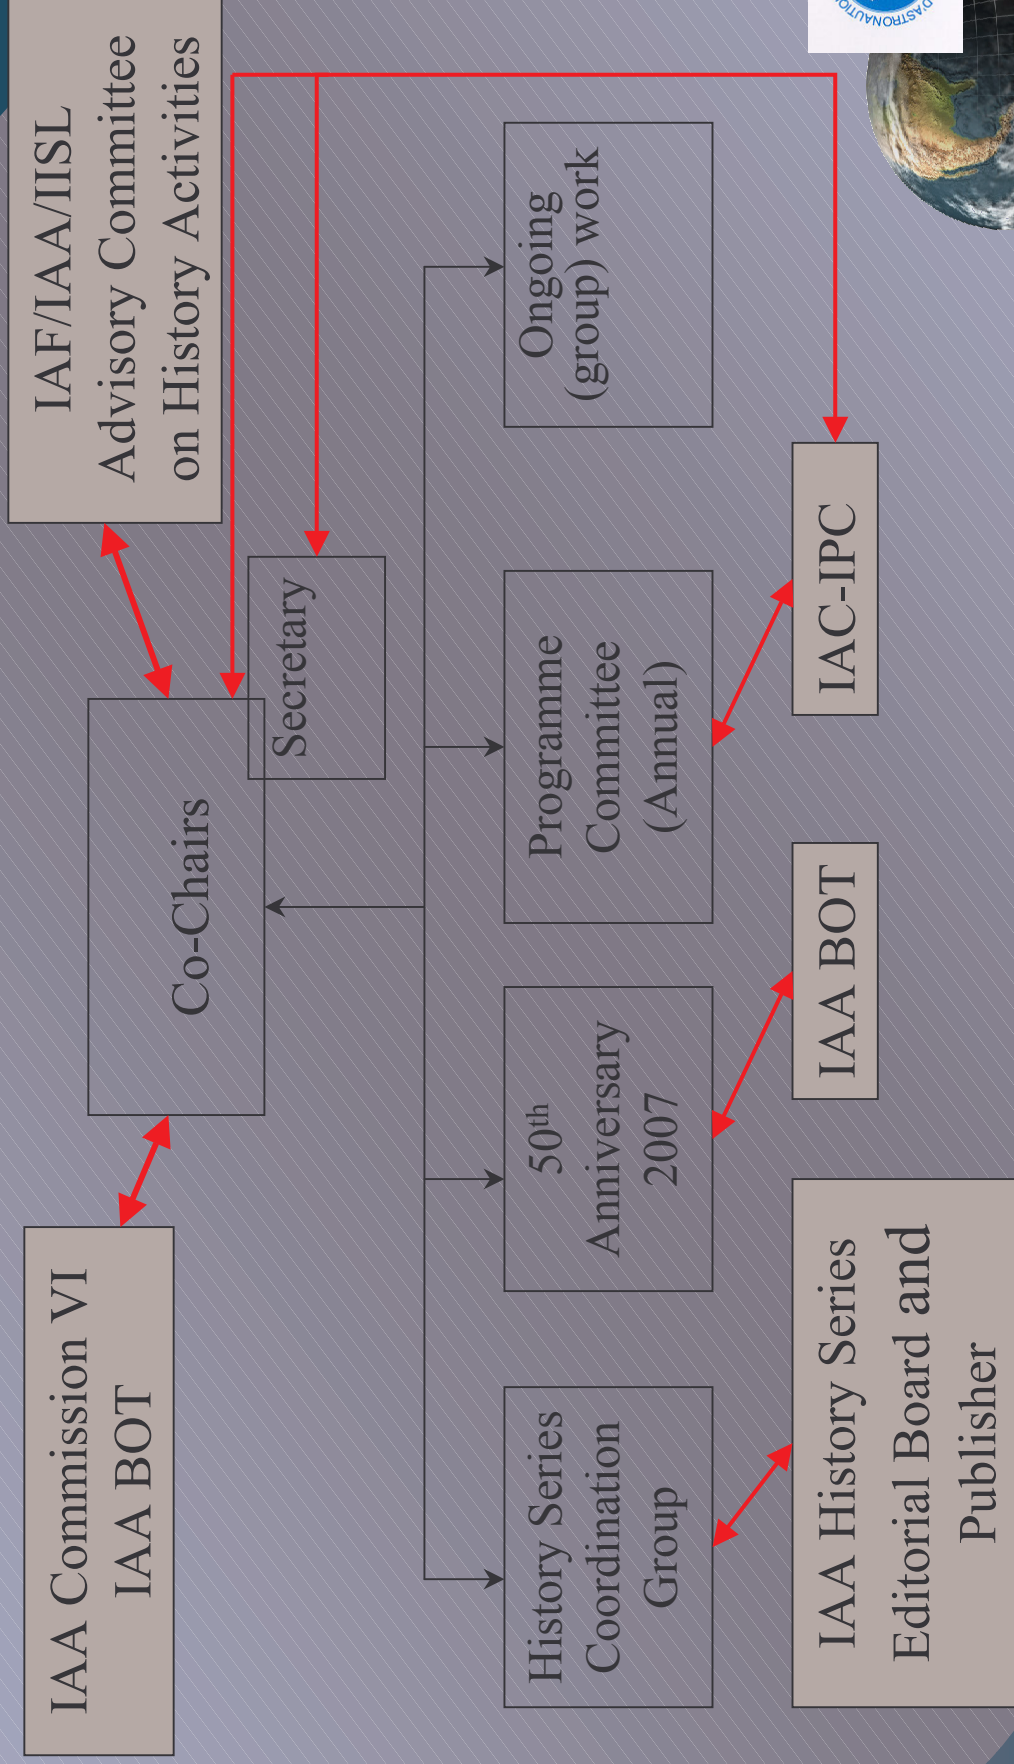 IAA Commission VI
IAA BOT
Co-Chairs
Secretary
IAF/IAA/IISL
Advisory Committee
on History Activities
History Series
Coordination
Group
50th
Anniversary
2007
Programme
Committee
(Annual)
Ongoing
(group) work
IAA History Series
Editorial Board and
Publisher
IAA BOT
IAC-IPC
D'ASTRONAUTIQU